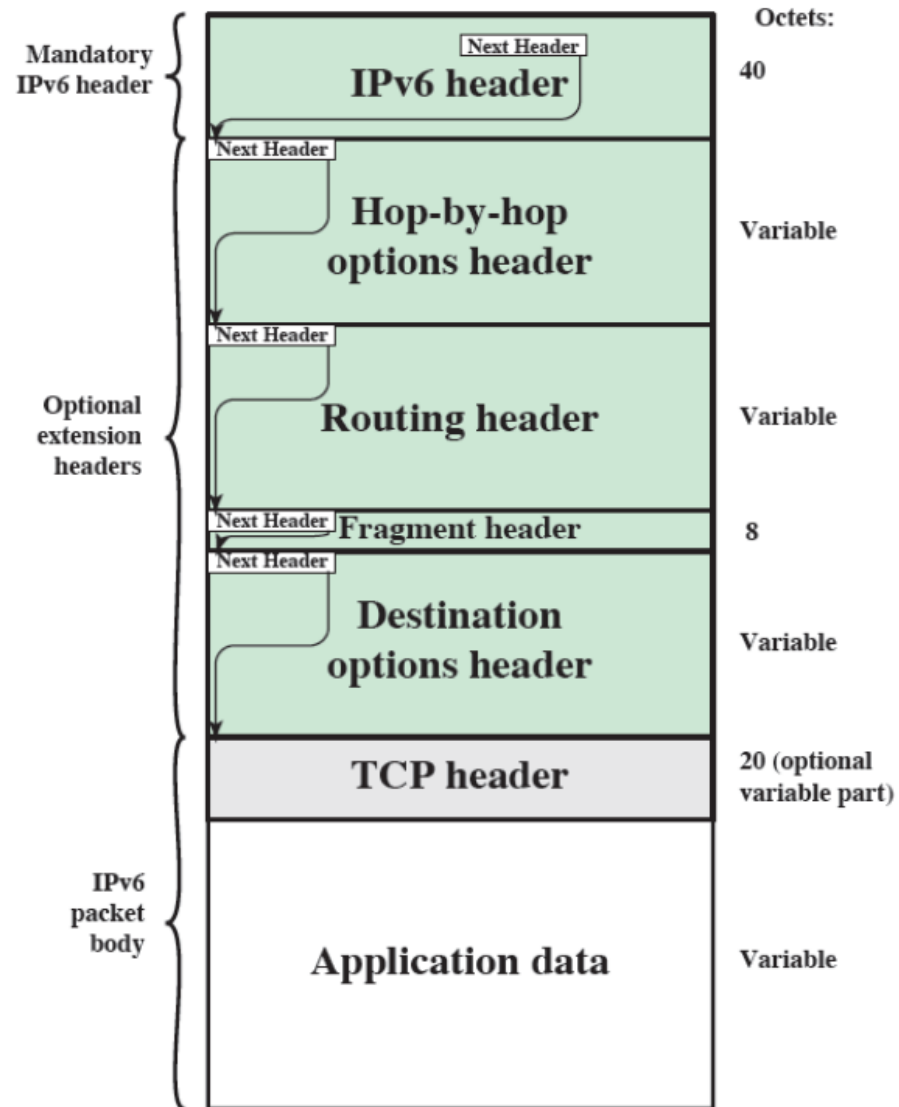 Octets:
Mandatory
IPv6 header
Next Header
IPv6 header
40
Next Header
Hop-by-hop
options header
Variable
Optional
extension
headers
Next Header
Routing header
Variable
Next Header
Fragment header
8
Next Header
Destination
options header
Variable
TCP header
20 (optional
variable part)
IPv6
packet
body
Application data
Variable